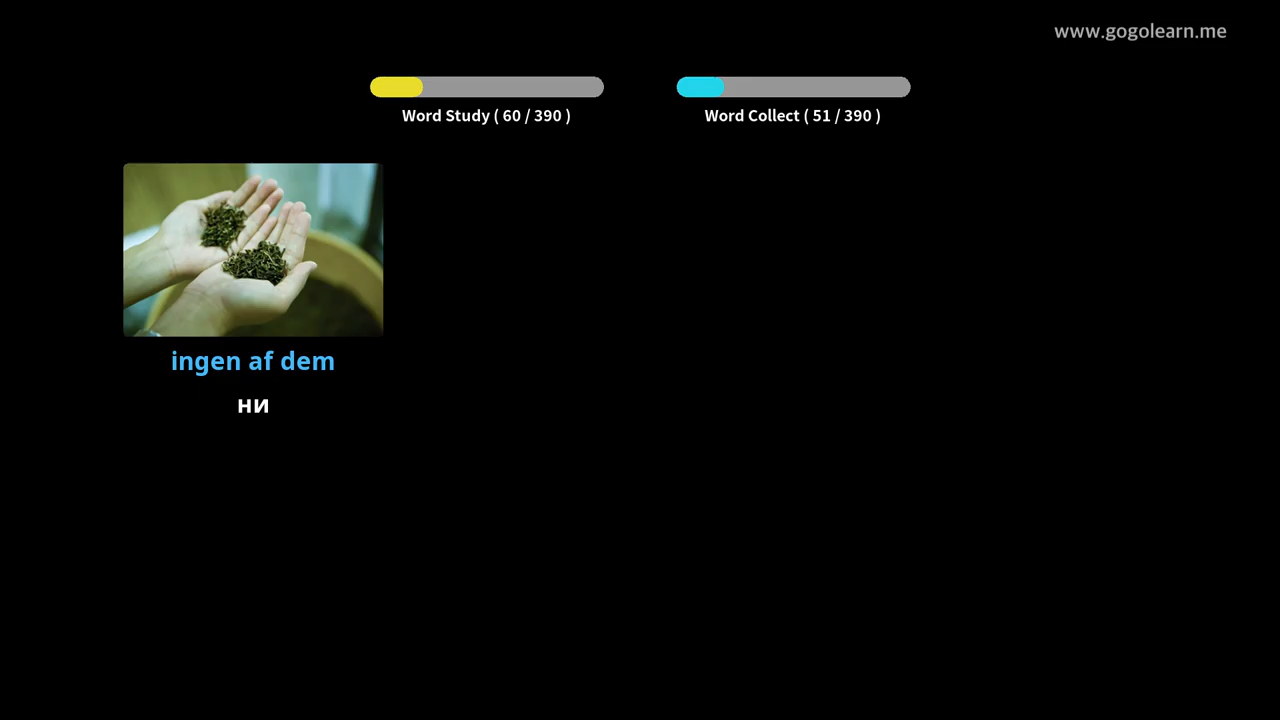 www.gogolearn.me
Word Study ( 60 / 390 )
Word Collect ( 51 / 390 )
ingen af dem
ни